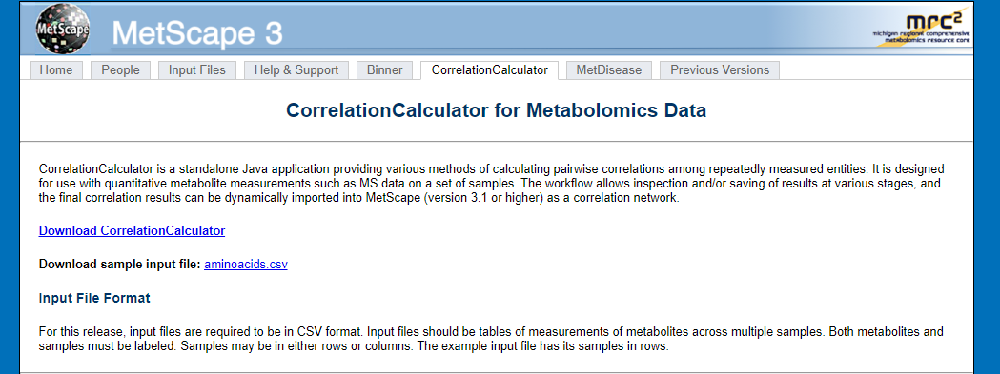 MetScape
MetScape 3
mrc²
michigan regional comprehensive
metabolomics resource core
Home
People
Input Files
Help & Support
Binner
CorrelationCalculator
MetDisease
Previous Versions
CorrelationCalculator for Metabolomics Data
CorrelationCalculator is a standalone Java application providing various methods of calculating pairwise correlations among repeatedly measured entities. It is designed
for use with quantitative metabolite measurements such as MS data on a set of samples. The workflow allows inspection and/or saving of results at various stages, and
the final correlation results can be dynamically imported into MetScape (version 3.1 or higher) as a correlation network.
Download CorrelationCalculator
Download sample input file: aminoacids.csv
Input File Format
For this release, input files are required to be in CSV format. Input files should be tables of measurements of metabolites across multiple samples. Both metabolites and
samples must be labeled. Samples may be in either rows or columns. The example input file has its samples in rows.